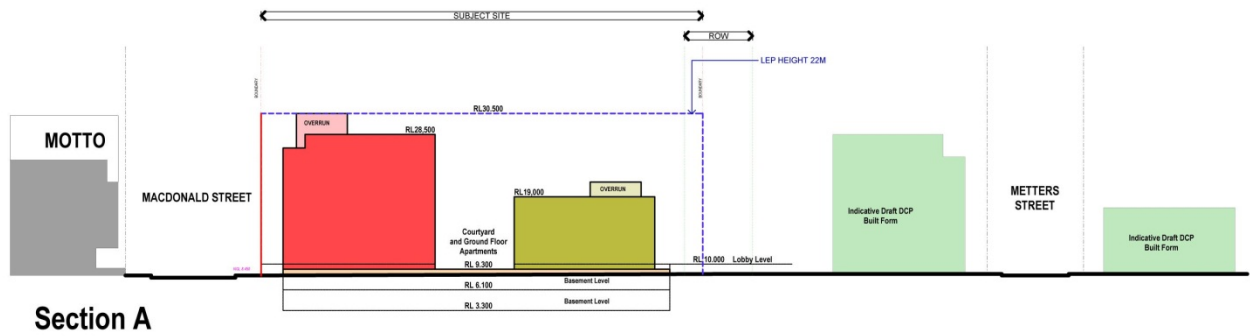 SUBJECT SITE
ROW
LEP HEIGHT 22M
BOUNDARY
BOUNDARY
RL30.500
OVERRUN
RL28.500
MOTTO
MACDONALD STREET
RL19,000
OVERRUN
METTERS
STREET
Indicative Draft DCP
Built Form
Indicative Draft DCP
Built Form
Courtyard
and Ground Floor
Apartments
RL 9.300
RL 10.000 Lobby Level
Basement Level
RL 6.100
Basement Level
RL 3.300
Section A